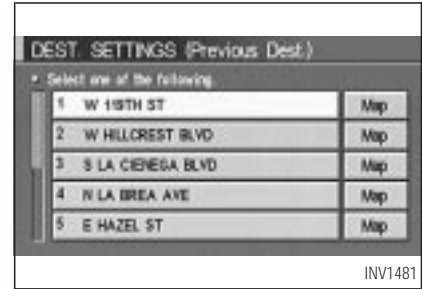 DEST. SETTINGS (Previous Dest.)
Select one of the following.
1 W 119TH ST Map
2 W HILLCREST BLVD Map
3 S LA CIENEGA BLVD Map
4 N LA BREA AVE Map
5 E HAZEL ST Map
INV1481